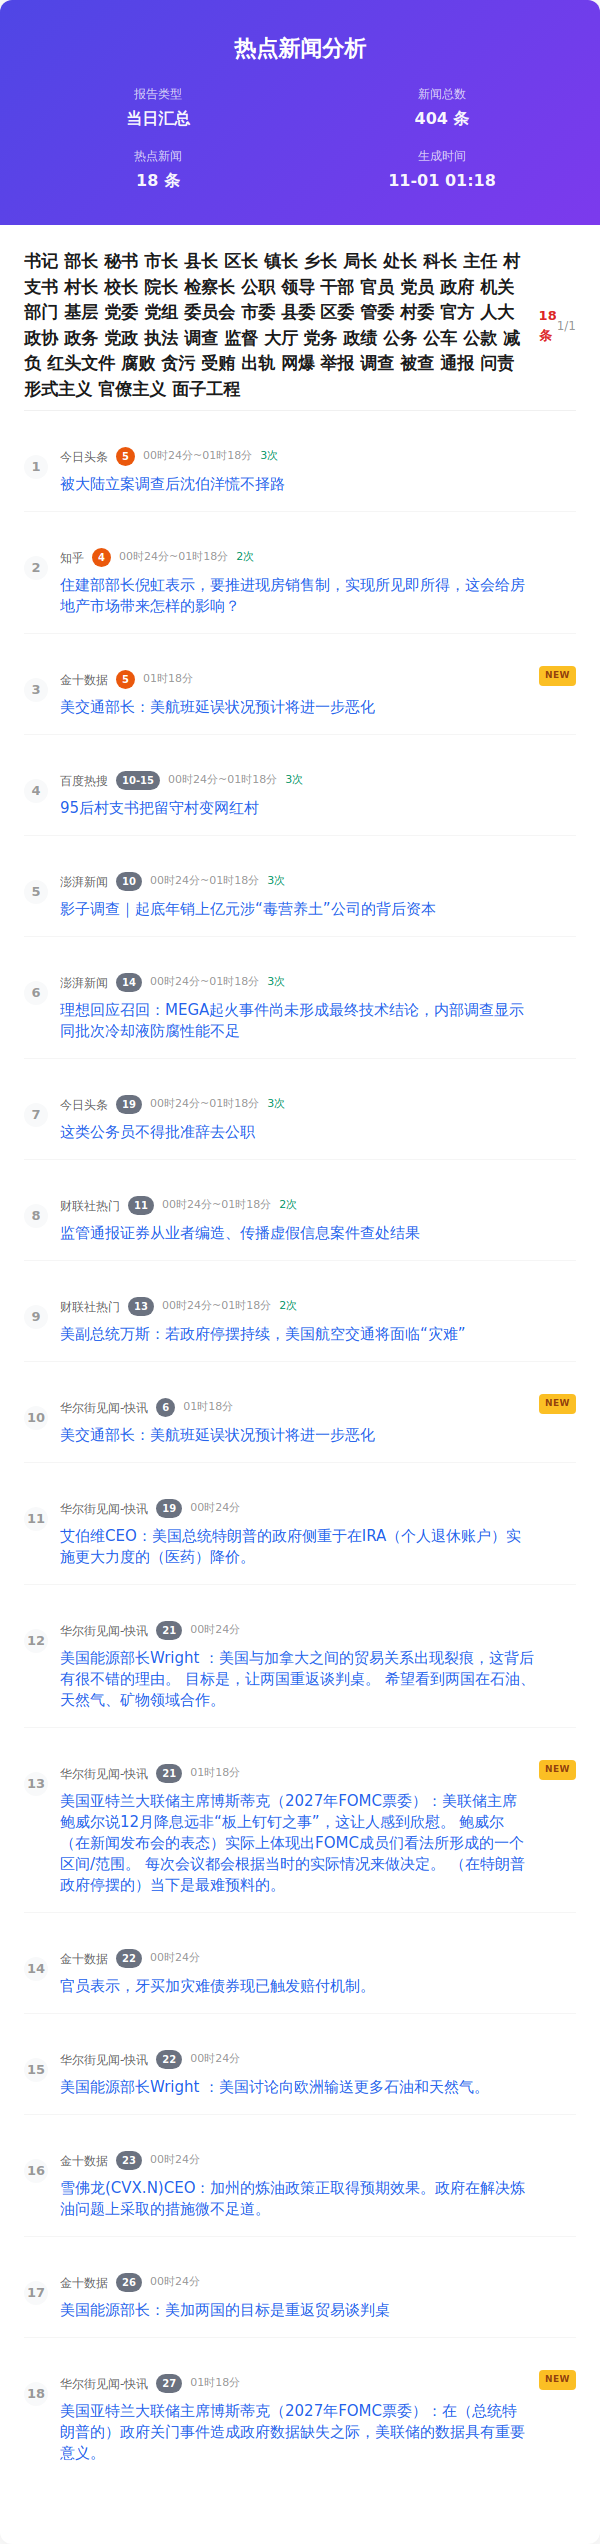 热点新闻分析
报告类型
当日汇总
新闻总数
404 条
热点新闻
18 条
生成时间
11-01 01:18
书记 部长 秘书 市长 县长 区长 镇长 乡长 局长 处长 科长 主任 村
支书 村长 校长 院长 检察长 公职 领导 干部 官员 党员 政府 机关
部门 基层 党委 党组 委员会 市委 县委 区委 管委 村委 官方 人大
政协 政务 党政 执法 调查 监督 大厅 党务 政绩 公务 公车 公款 减
负 红头文件 腐败 贪污 受贿 出轨 网爆 举报 调查 被查 通报 问责
形式主义 官僚主义 面子工程
18
条
1/1
1
今日头条 5 00时24分~01时18分 3次
被大陆立案调查后沈伯洋慌不择路
2
知乎 4 00时24分~01时18分 2次
住建部部长倪虹表示，要推进现房销售制，实现所见即所得，这会给房
地产市场带来怎样的影响？
3
金十数据 5 01时18分
NEW
美交通部长：美航班延误状况预计将进一步恶化
4
百度热搜 10-15 00时24分~01时18分 3次
95后村支书把留守村变网红村
5
澎湃新闻 10 00时24分~01时18分 3次
影子调查｜起底年销上亿元涉“毒营养土”公司的背后资本
6
澎湃新闻 14 00时24分~01时18分 3次
理想回应召回：MEGA起火事件尚未形成最终技术结论，内部调查显示
同批次冷却液防腐性能不足
7
今日头条 19 00时24分~01时18分 3次
这类公务员不得批准辞去公职
8
财联社热门 11 00时24分~01时18分 2次
监管通报证券从业者编造、传播虚假信息案件查处结果
9
财联社热门 13 00时24分~01时18分 2次
美副总统万斯：若政府停摆持续，美国航空交通将面临“灾难”
10
华尔街见闻-快讯 6 01时18分
NEW
美交通部长：美航班延误状况预计将进一步恶化
11
华尔街见闻-快讯 19 00时24分
艾伯维CEO：美国总统特朗普的政府侧重于在IRA（个人退休账户）实
施更大力度的（医药）降价。
12
华尔街见闻-快讯 21 00时24分
美国能源部长Wright ：美国与加拿大之间的贸易关系出现裂痕，这背后
有很不错的理由。 目标是，让两国重返谈判桌。 希望看到两国在石油、
天然气、矿物领域合作。
13
华尔街见闻-快讯 21 01时18分
NEW
美国亚特兰大联储主席博斯蒂克（2027年FOMC票委）：美联储主席
鲍威尔说12月降息远非“板上钉钉之事”，这让人感到欣慰。 鲍威尔
（在新闻发布会的表态）实际上体现出FOMC成员们看法所形成的一个
区间/范围。 每次会议都会根据当时的实际情况来做决定。 （在特朗普
政府停摆的）当下是最难预料的。
14
金十数据 22 00时24分
官员表示，牙买加灾难债券现已触发赔付机制。
15
华尔街见闻-快讯 22 00时24分
美国能源部长Wright ：美国讨论向欧洲输送更多石油和天然气。
16
金十数据 23 00时24分
雪佛龙(CVX.N)CEO：加州的炼油政策正取得预期效果。政府在解决炼
油问题上采取的措施微不足道。
17
金十数据 26 00时24分
美国能源部长：美加两国的目标是重返贸易谈判桌
18
华尔街见闻-快讯 27 01时18分
NEW
美国亚特兰大联储主席博斯蒂克（2027年FOMC票委）：在（总统特
朗普的）政府关门事件造成政府数据缺失之际，美联储的数据具有重要
意义。